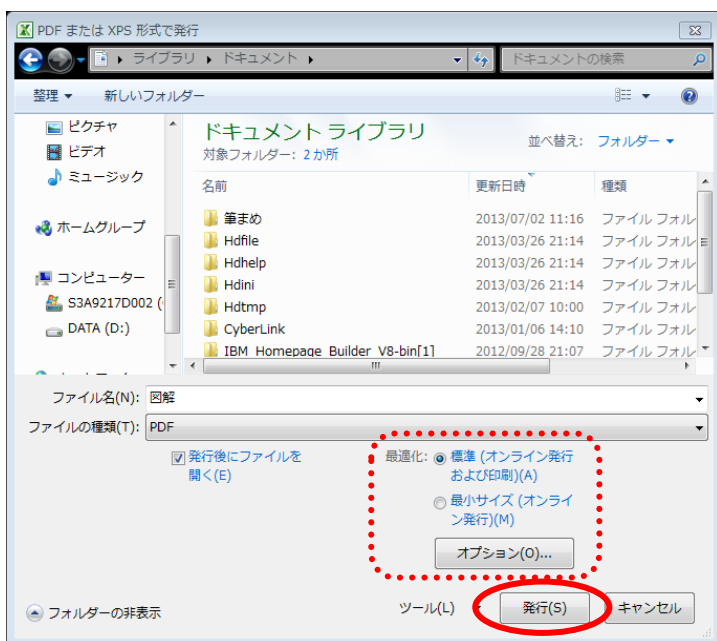 PDF または XPS 形式で発行
ライブラリ ドキュメント ドキュメントの検索
整理 新しいフォルダー
ピクチャ
ビデオ
ミュージック
ホームグループ
コンピューター
S3A9217D002 (
DATA (D:)
ドキュメント ライブラリ
対象フォルダー: 2 か所
並べ替え: フォルダー
名前 更新日時 種類
筆まめ 2013/07/02 11:16 ファイル フォル
Hdfile 2013/03/26 21:14 ファイル フォル
Hdhelp 2013/03/26 21:14 ファイル フォル
Hdini 2013/03/26 21:14 ファイル フォル
Hdtmp 2013/02/07 10:00 ファイル フォル
CyberLink 2013/01/06 14:10 ファイル フォル
IBM Homepage Builder V8-bin[1] 2012/09/28 21:07 ファイル フォル
ファイル名(N): 図解
ファイルの種類(T): PDF
発行後にファイルを
開く(E)
最適化: 標準 (オンライン発行
および印刷)(A)
最小サイズ (オンライ
ン発行)(M)
オプション(O)...
フォルダーの非表示
ツール(L) 発行(S) キャンセル